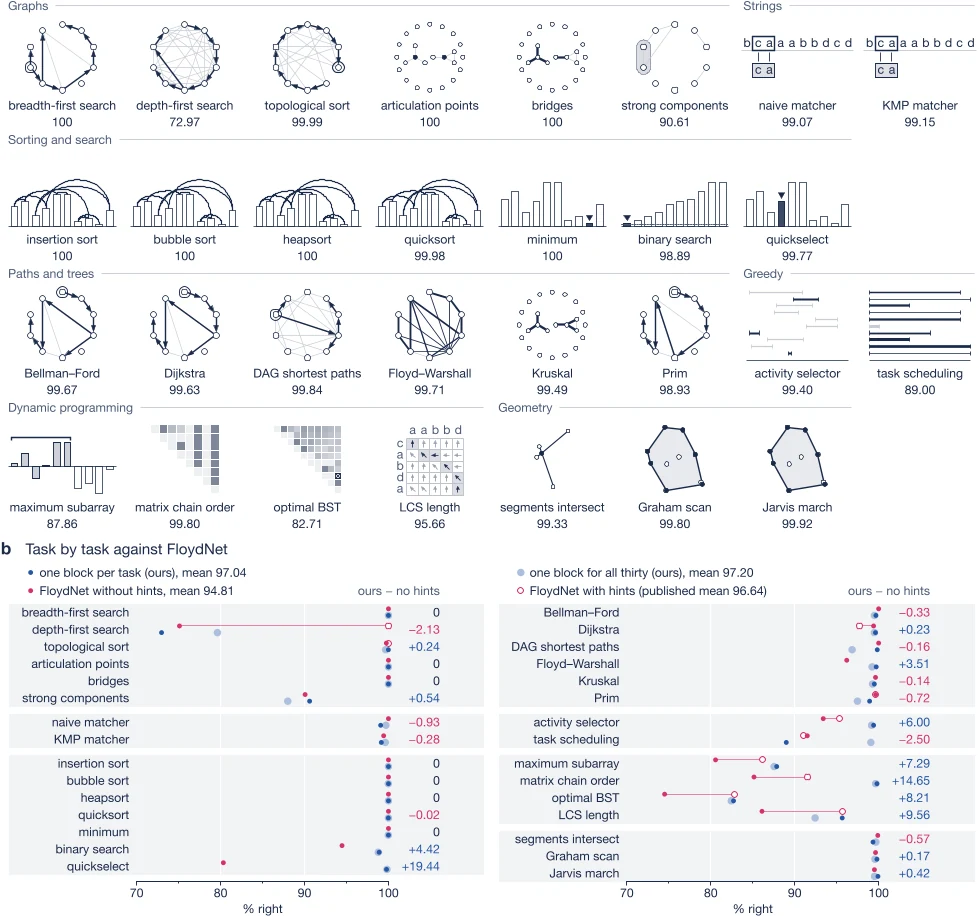 Graphs
Strings
b c a a a b b d c d
c a
b c a a a b b d c d
c a
breadth-first search
100
depth-first search
72.97
topological sort
99.99
articulation points
100
bridges
100
strong components
90.61
naive matcher
99.07
KMP matcher
99.15
Sorting and search
insertion sort
100
bubble sort
100
heapsort
100
quicksort
99.98
minimum
100
binary search
98.89
quickselect
99.77
Paths and trees
Greedy
Bellman–Ford
99.67
Dijkstra
99.63
DAG shortest paths
99.84
Floyd–Warshall
99.71
Kruskal
99.49
Prim
98.93
activity selector
99.40
task scheduling
89.00
Dynamic programming
Geometry
a a b b d
c
a
b
d
a
maximum subarray
87.86
matrix chain order
99.80
optimal BST
82.71
LCS length
95.66
segments intersect
99.33
Graham scan
99.80
Jarvis march
99.92
b Task by task against FloydNet
one block per task (ours), mean 97.04
FloydNet without hints, mean 94.81
ours − no hints
breadth-first search 0
depth-first search −2.13
topological sort +0.24
articulation points 0
bridges 0
strong components +0.54
naive matcher −0.93
KMP matcher −0.28
insertion sort 0
bubble sort 0
heapsort 0
quicksort −0.02
minimum 0
binary search +4.42
quickselect +19.44
70 80 90 100
% right
one block for all thirty (ours), mean 97.20
FloydNet with hints (published mean 96.64)
ours − no hints
Bellman–Ford −0.33
Dijkstra +0.23
DAG shortest paths −0.16
Floyd–Warshall +3.51
Kruskal −0.14
Prim −0.72
activity selector +6.00
task scheduling −2.50
maximum subarray +7.29
matrix chain order +14.65
optimal BST +8.21
LCS length +9.56
segments intersect −0.57
Graham scan +0.17
Jarvis march +0.42
70 80 90 100
% right